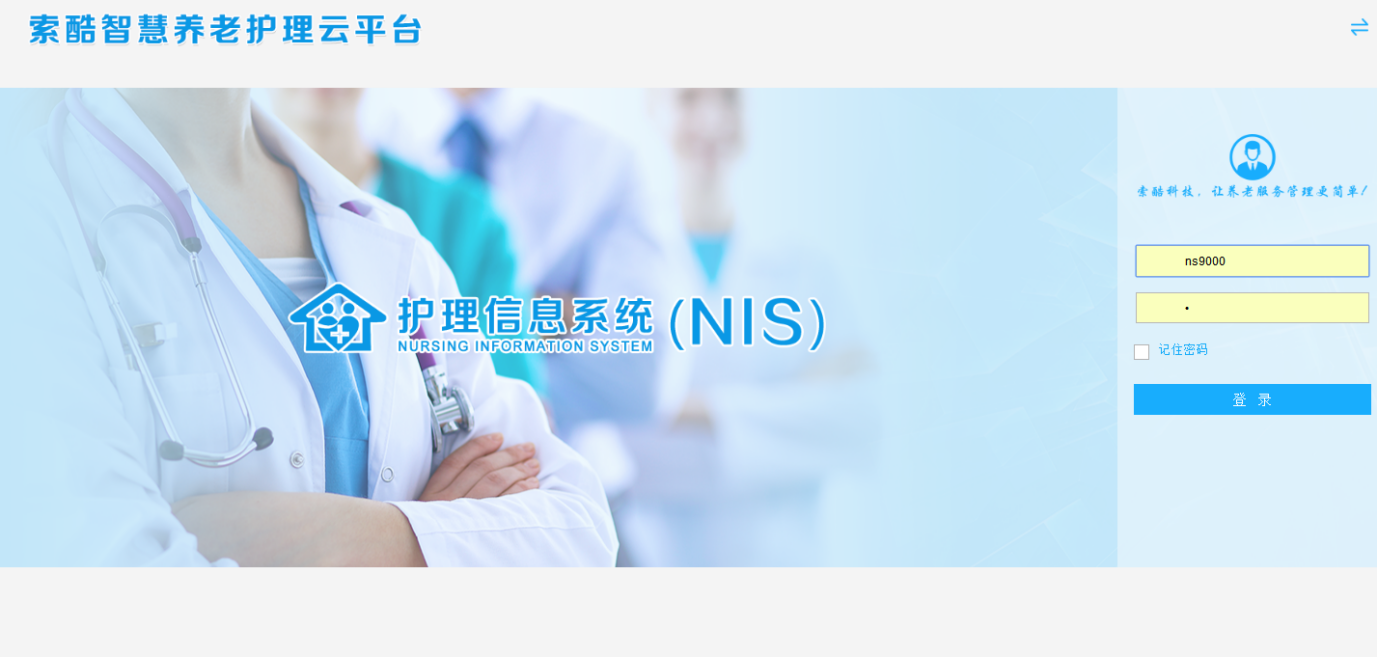 索酷智慧养老护理云平台
索酷科技，让养老服务管理更简单！
护理信息系统(NIS)
NURSING INFORMATION SYSTEM
ns9000
•
记住密码
登 录